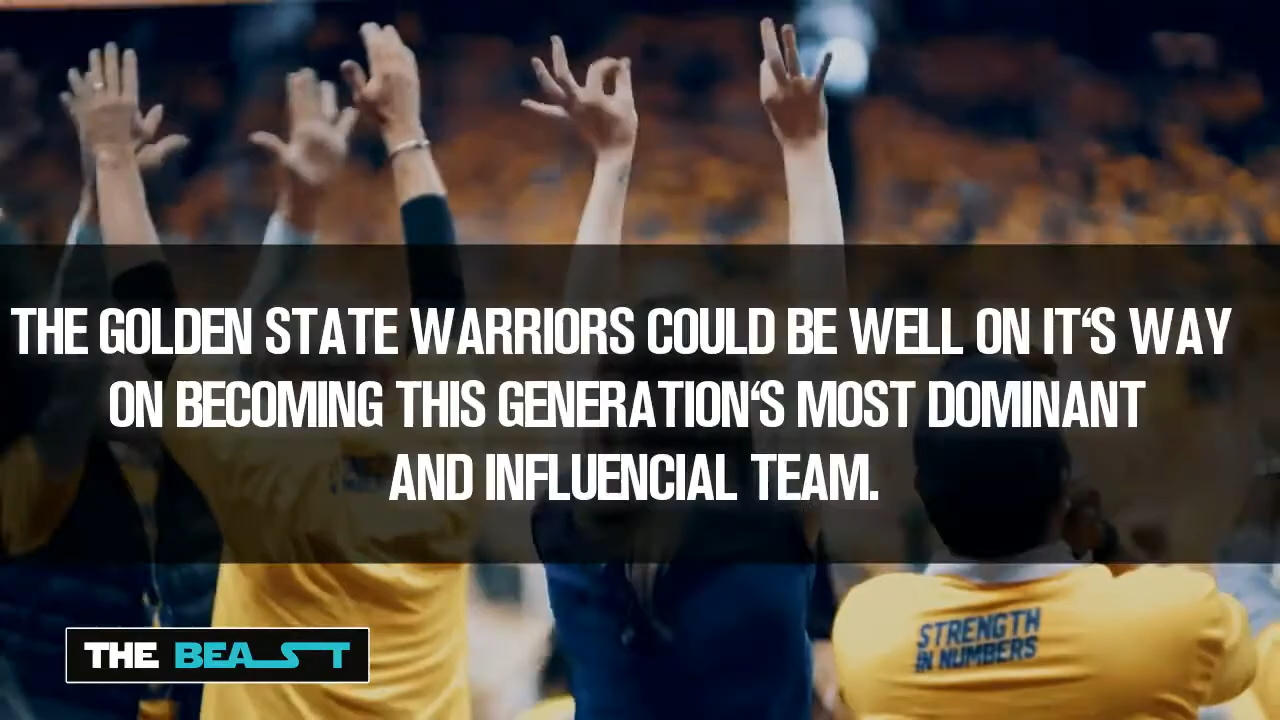 THE GOLDEN STATE WARRIORS COULD BE WELL ON IT'S WAY
ON BECOMING THIS GENERATION'S MOST DOMINANT
AND INFLUENCIAL TEAM.
STRENGTH
IN NUMBERS
THE BEAST